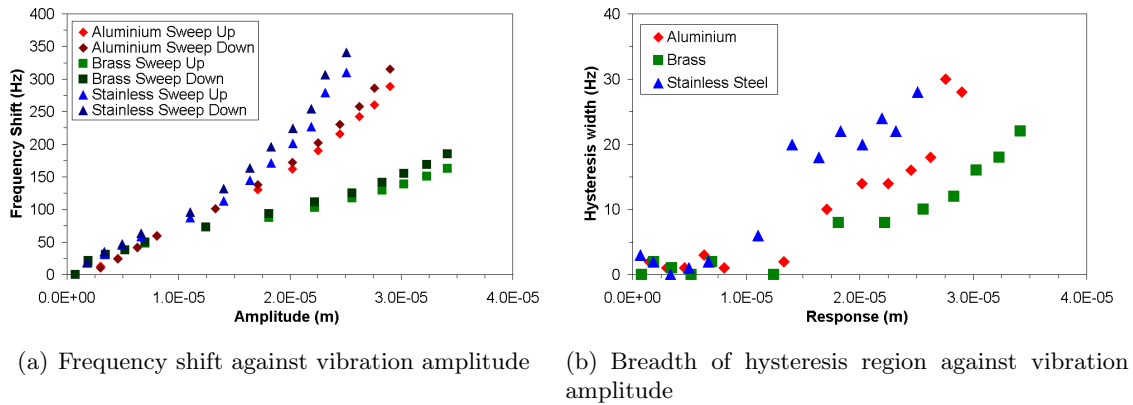 400
350
300
250
200
150
100
50
0
Frequency Shift (Hz)
Aluminium Sweep Up
Aluminium Sweep Down
Brass Sweep Up
Brass Sweep Down
Stainless Sweep Up
Stainless Sweep Down
0.0E+00 1.0E-05 2.0E-05 3.0E-05 4.0E-05
Amplitude (m)
(a) Frequency shift against vibration amplitude
40
30
20
10
0
Hysteresis width (Hz)
Aluminium
Brass
Stainless Steel
0.0E+00 1.0E-05 2.0E-05 3.0E-05 4.0E-05
Response (m)
(b) Breadth of hysteresis region against vibration
amplitude